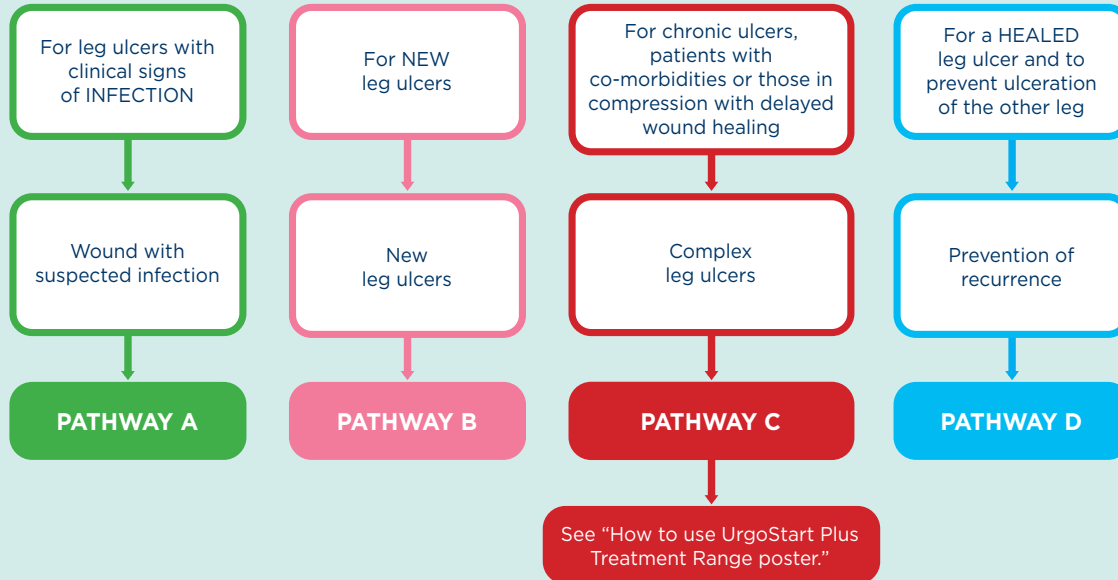 For leg ulcers with
clinical signs
of INFECTION
For NEW
leg ulcers
For chronic ulcers,
patients with
co-morbidities or those in
compression with delayed
wound healing
For a HEALED
leg ulcer and to
prevent ulceration
of the other leg
Wound with
suspected infection
New
leg ulcers
Complex
leg ulcers
Prevention of
recurrence
PATHWAY A
PATHWAY B
PATHWAY C
PATHWAY D
See “How to use UrgoStart Plus
Treatment Range poster.”